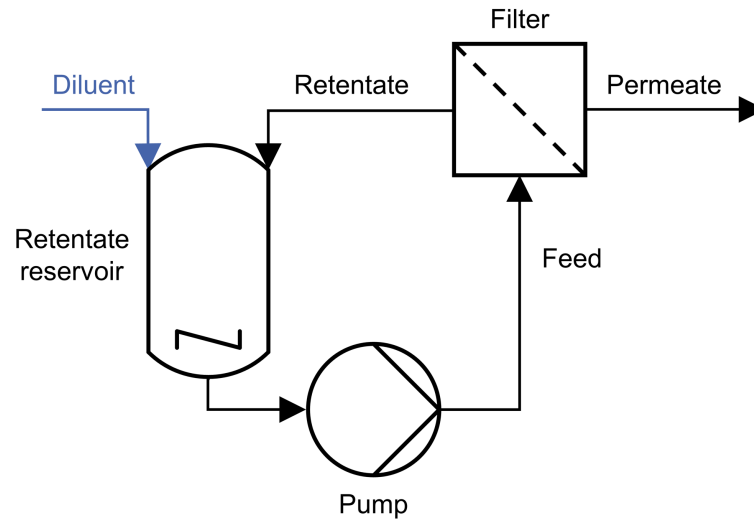 Filter
Diluent
Retentate
Permeate
Retentate
reservoir
Feed
Pump